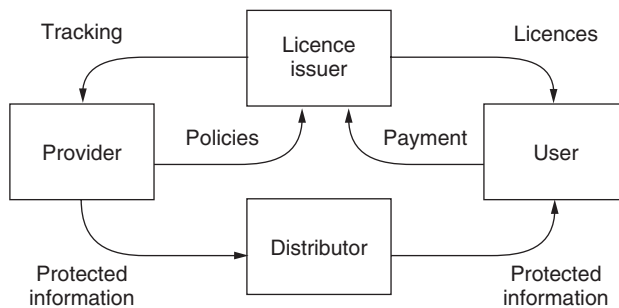 Tracking
Licence
issuer
Licences
Provider
Policies
Payment
User
Distributor
Protected
information
Protected
information